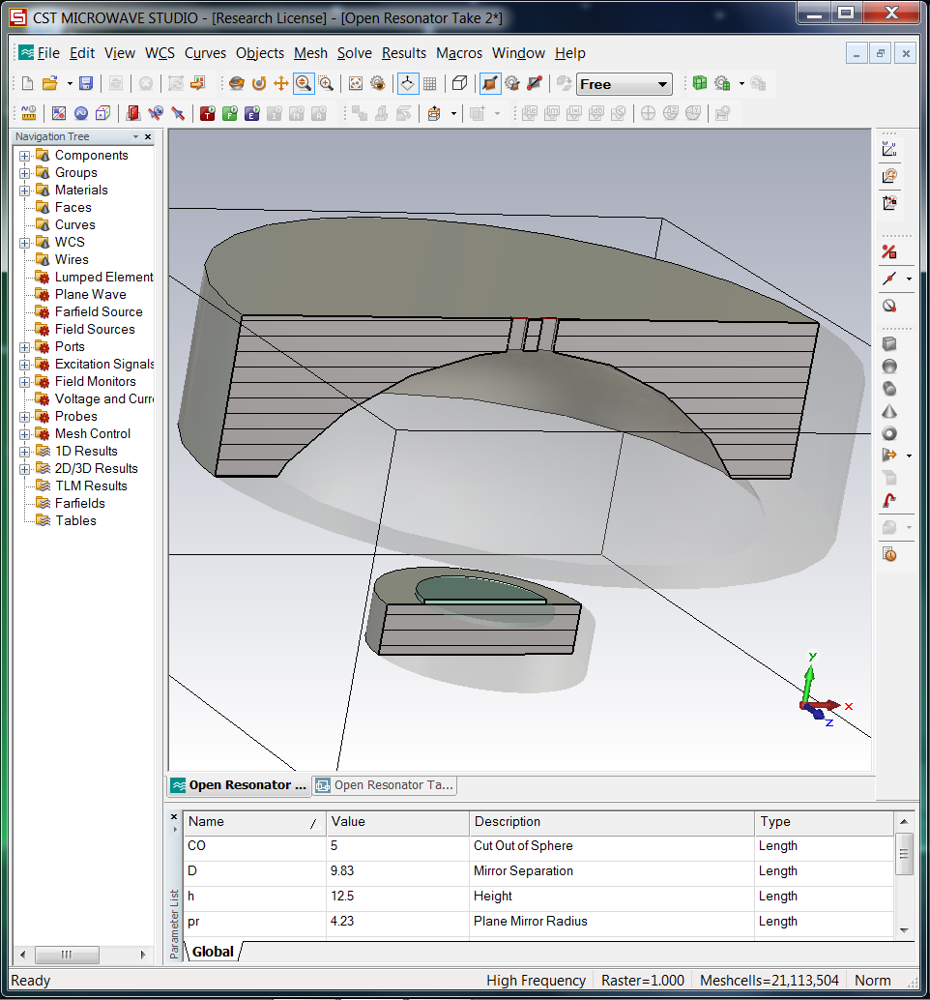 CST MICROWAVE STUDIO - [Research License] - [Open Resonator Take 2*]
File Edit View WCS Curves Objects Mesh Solve Results Macros Window Help
Free
Navigation Tree
Components
Groups
Materials
Faces
Curves
WCS
Wires
Lumped Element
Plane Wave
Farfield Source
Field Sources
Ports
Excitation Signals
Field Monitors
Voltage and Curr
Probes
Mesh Control
1D Results
2D/3D Results
TLM Results
Farfields
Tables
y
x
z
Open Resonator ... Open Resonator Ta...
Parameter List
Name / Value Description Type
CO 5 Cut Out of Sphere Length
D 9.83 Mirror Separation Length
h 12.5 Height Length
pr 4.23 Plane Mirror Radius Length
Global
Ready High Frequency Raster=1.000 Meshcells=21,113,504 Norm